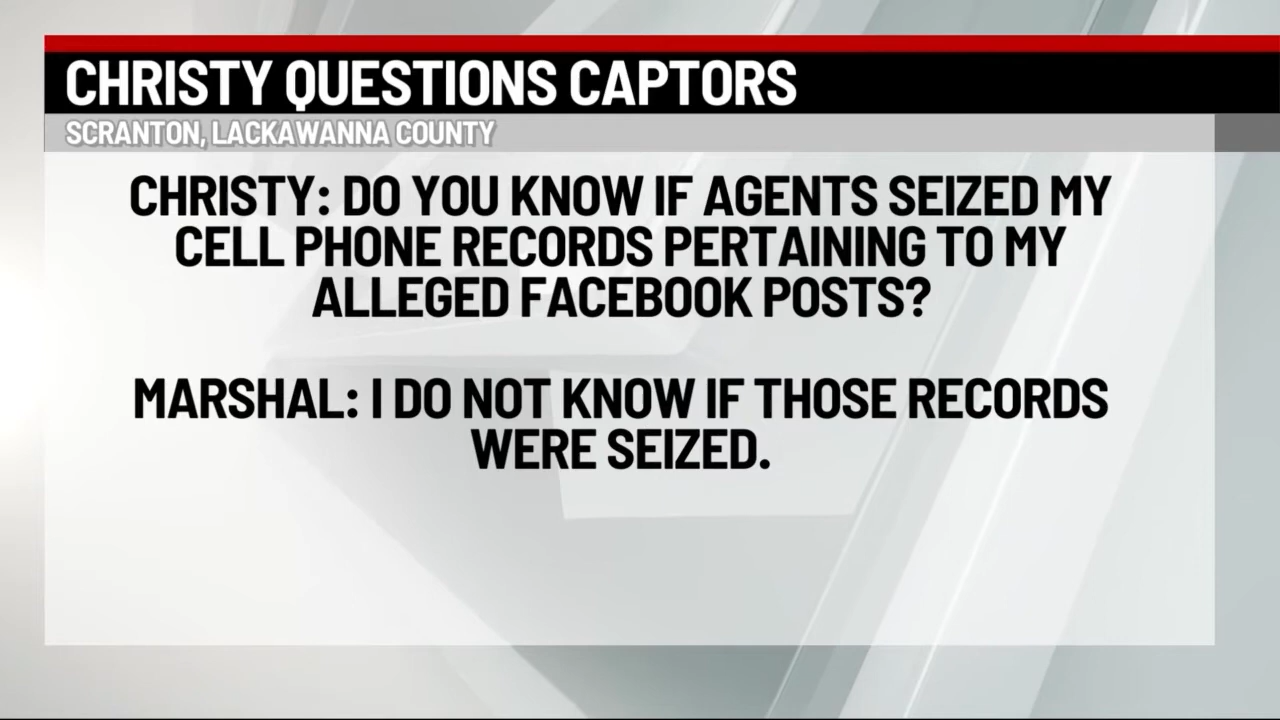 CHRISTY QUESTIONS CAPTORS
SCRANTON, LACKAWANNA COUNTY
CHRISTY: DO YOU KNOW IF AGENTS SEIZED MY
CELL PHONE RECORDS PERTAINING TO MY
ALLEGED FACEBOOK POSTS?
MARSHAL: I DO NOT KNOW IF THOSE RECORDS
WERE SEIZED.